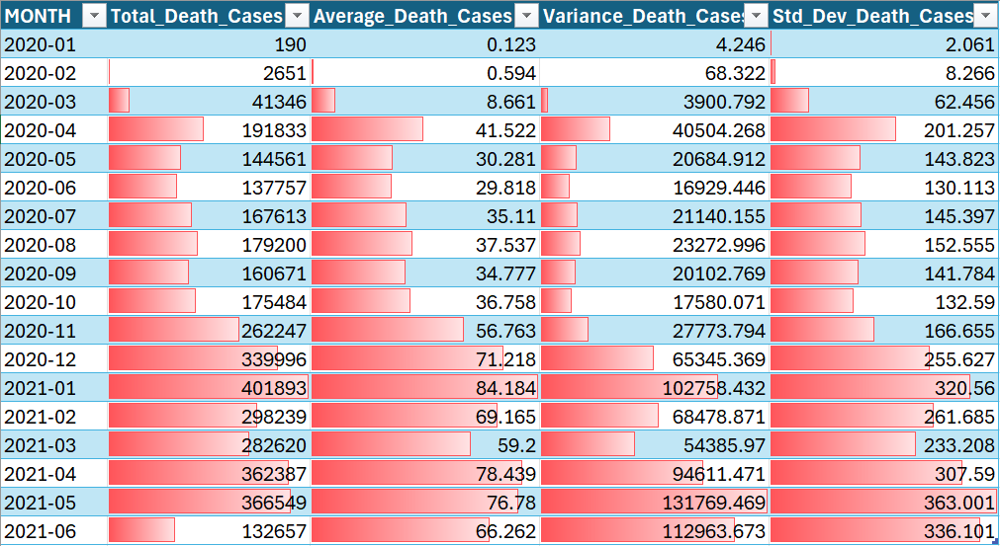 MONTH Total_Death_Cases Average_Death_Cases Variance_Death_Cases Std_Dev_Death_Cases
2020-01 190 0.123 4.246 2.061
2020-02 2651 0.594 68.322 8.266
2020-03 41346 8.661 3900.792 62.456
2020-04 191833 41.522 40504.268 201.257
2020-05 144561 30.281 20684.912 143.823
2020-06 137757 29.818 16929.446 130.113
2020-07 167613 35.11 21140.155 145.397
2020-08 179200 37.537 23272.996 152.555
2020-09 160671 34.777 20102.769 141.784
2020-10 175484 36.758 17580.071 132.59
2020-11 262247 56.763 27773.794 166.655
2020-12 339996 71.218 65345.369 255.627
2021-01 401893 84.184 102758.432 320.56
2021-02 298239 69.165 68478.871 261.685
2021-03 282620 59.2 54385.97 233.208
2021-04 362387 78.439 94611.471 307.59
2021-05 366549 76.78 131769.469 363.001
2021-06 132657 66.262 112963.673 336.101